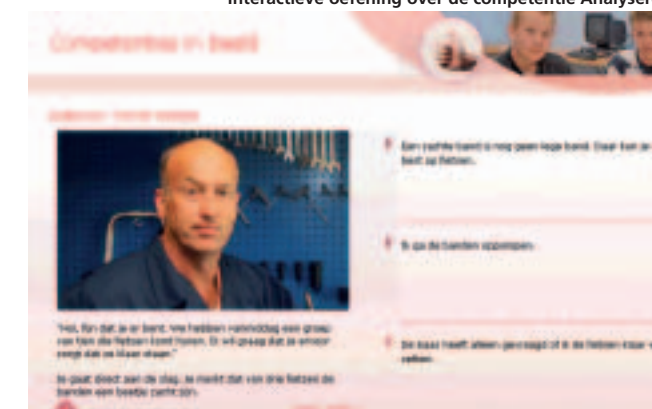 Interactieve oefening over de competentie Analyser
Competenties in beeld
"Hoi, fijn dat je er bent. We hebben vanmiddag een groep
van tien die fietsen komt huren. Ik wil graag dat je ervoor
zorgt dat ze klaar staan."
Je gaat direct aan de slag. Je merkt dat van drie fietsen de
banden een beetje zacht zijn.
Een zachte band is nog geen lege band. Daar kan je
best op fietsen.
Ik ga de banden oppompen.
De baas heeft alleen gevraagd of ik de fietsen klaar
zetten.